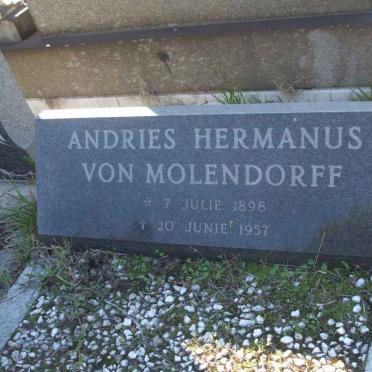 ANDRIES HERMANUS
VON MOLENDORFF
☆ 7 JULIE 1898
✝ 20 JUNIE 1957